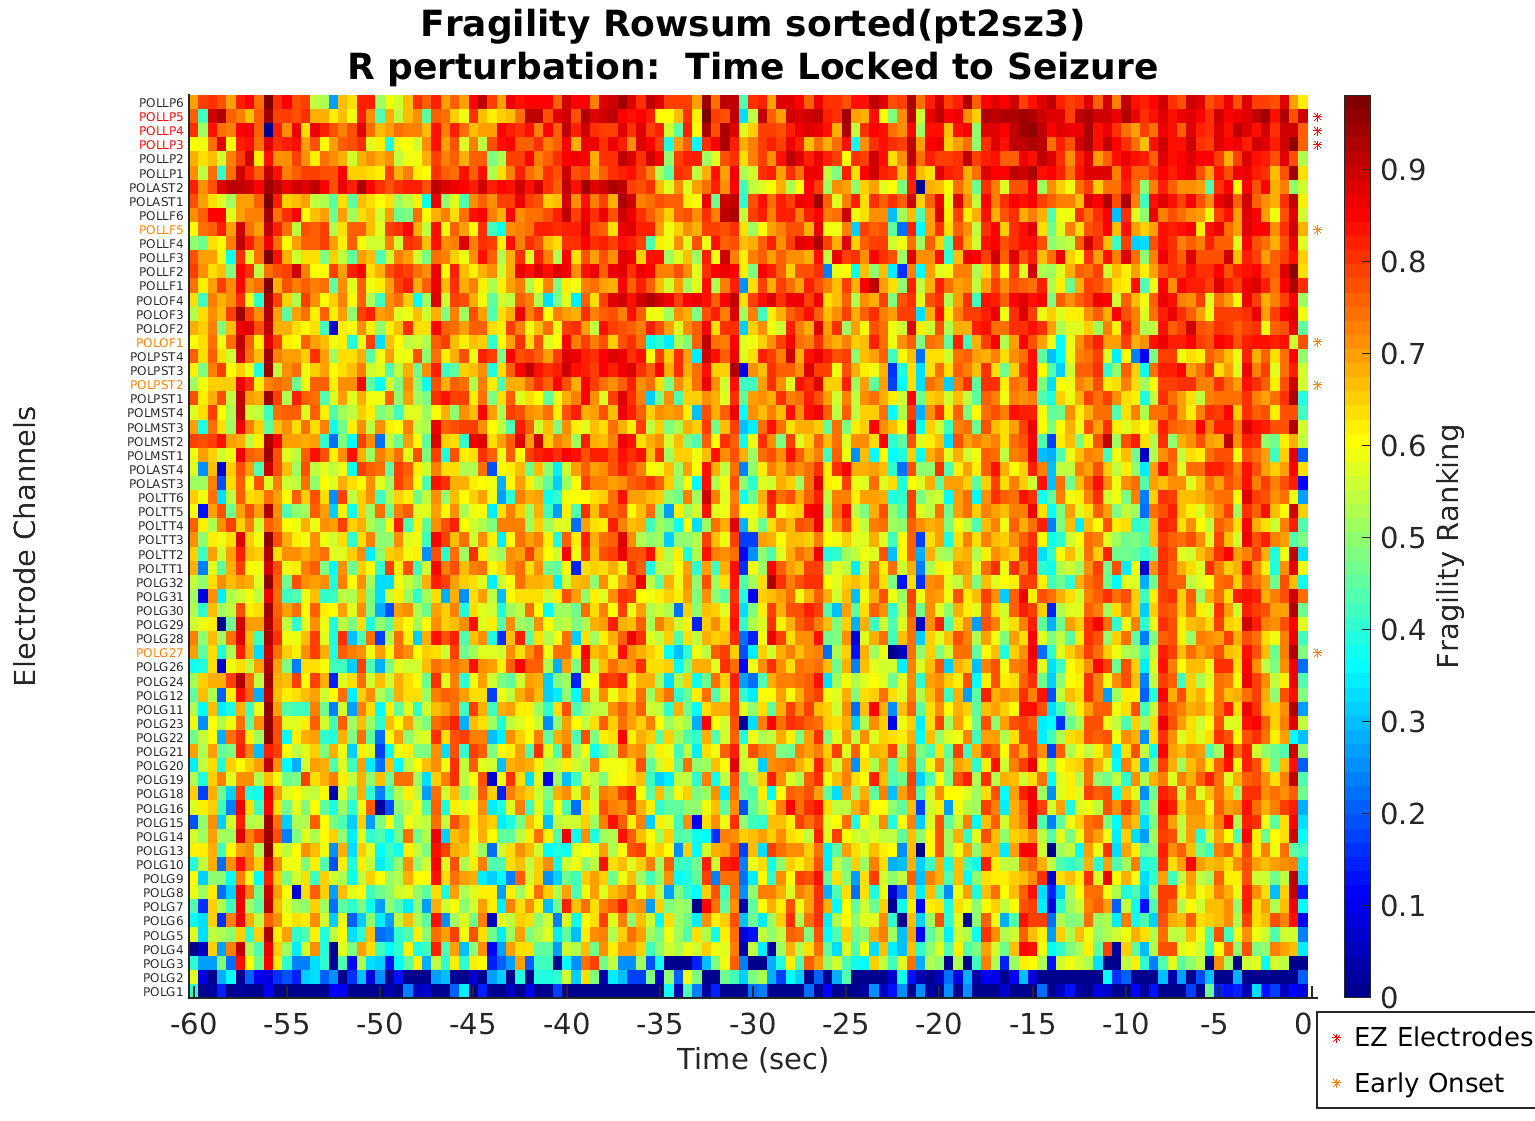 Fragility Rowsum sorted(pt2sz3)
R perturbation:  Time Locked to Seizure
Electrode Channels
POLLP6
POLLP5
POLLP4
POLLP3
POLLP2
POLLP1
POLAST2
POLAST1
POLLF6
POLLF5
POLLF4
POLLF3
POLLF2
POLLF1
POLOF4
POLOF3
POLOF2
POLOF1
POLPST4
POLPST3
POLPST2
POLPST1
POLMST4
POLMST3
POLMST2
POLMST1
POLAST4
POLAST3
POLTT6
POLTT5
POLTT4
POLTT3
POLTT2
POLTT1
POLG32
POLG31
POLG30
POLG29
POLG28
POLG27
POLG26
POLG24
POLG12
POLG11
POLG23
POLG22
POLG21
POLG20
POLG19
POLG18
POLG16
POLG15
POLG14
POLG13
POLG10
POLG9
POLG8
POLG7
POLG6
POLG5
POLG4
POLG3
POLG2
POLG1
-60 -55 -50 -45 -40 -35 -30 -25 -20 -15 -10 -5 0
Time (sec)
0.9
0.8
0.7
0.6
0.5
0.4
0.3
0.2
0.1
0
Fragility Ranking
EZ Electrodes
Early Onset